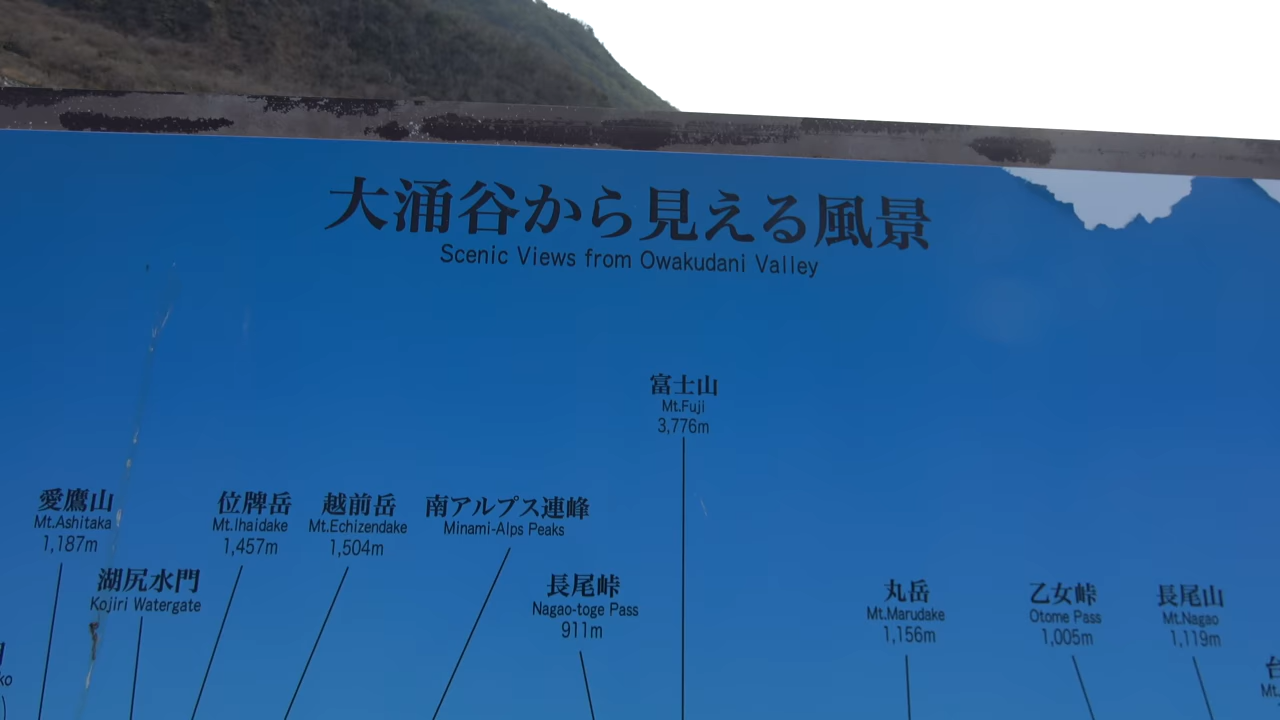 大涌谷から見える風景
Scenic Views from Owakudani Valley
富士山
Mt.Fuji
3,776m
愛鷹山
Mt.Ashitaka
1,187m
位牌岳
Mt.Ihaidake
1,457m
越前岳
Mt.Echizendake
1,504m
南アルプス連峰
Minami-Alps Peaks
湖尻水門
Kojiri Watergate
長尾峠
Nagao-toge Pass
911m
丸岳
Mt.Marudake
1,156m
乙女峠
Otome Pass
1,005m
長尾山
Mt.Nagao
1,119m
台
Mt.